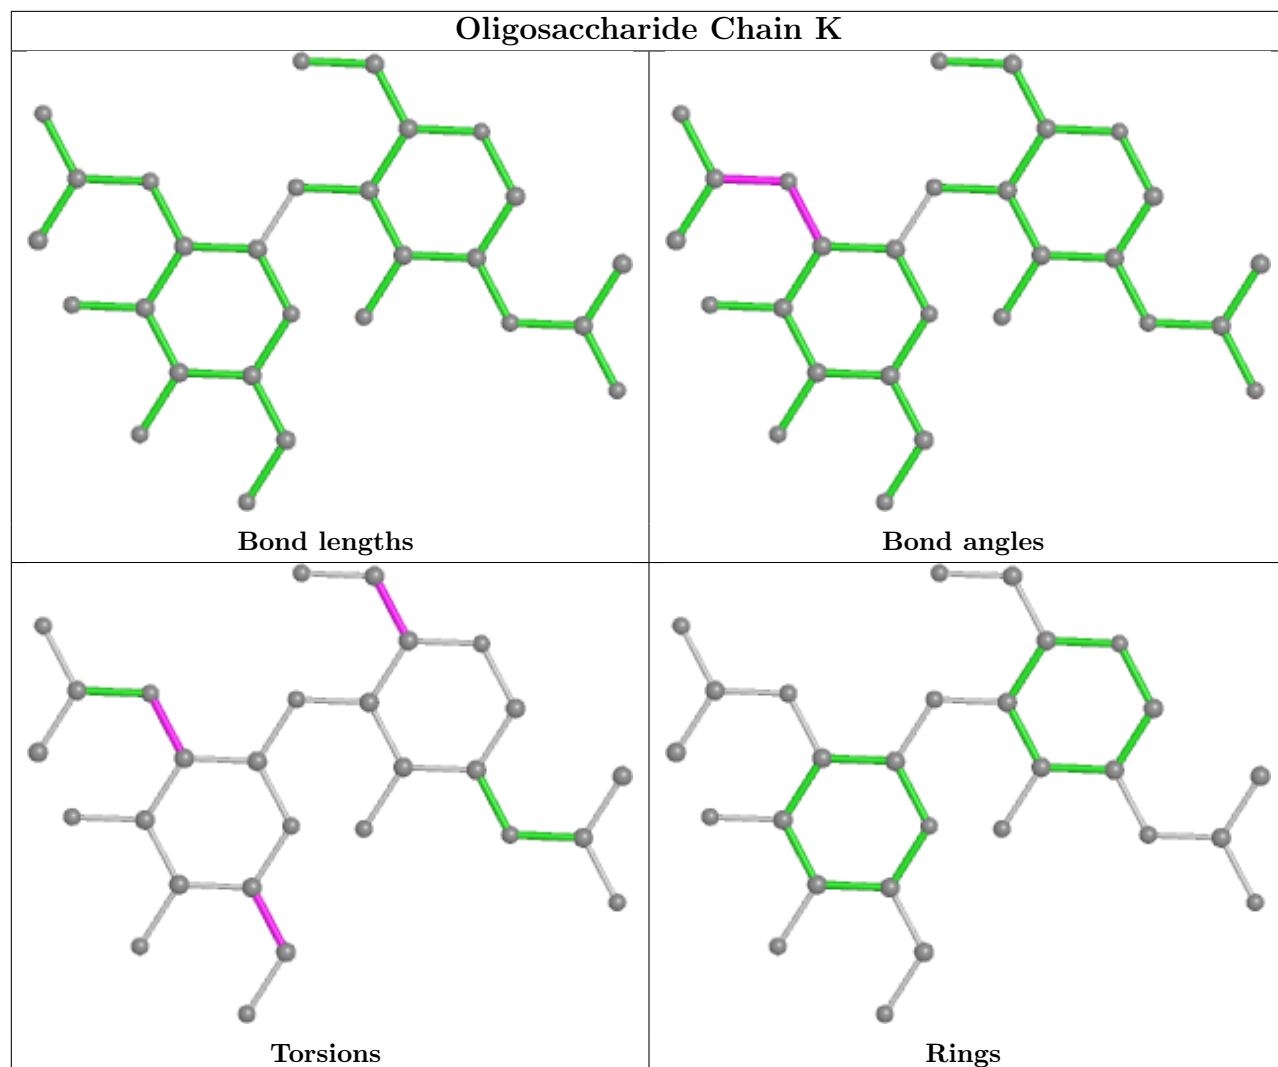 Oligosaccharide Chain K
Bond lengths
Bond angles
Torsions
Rings